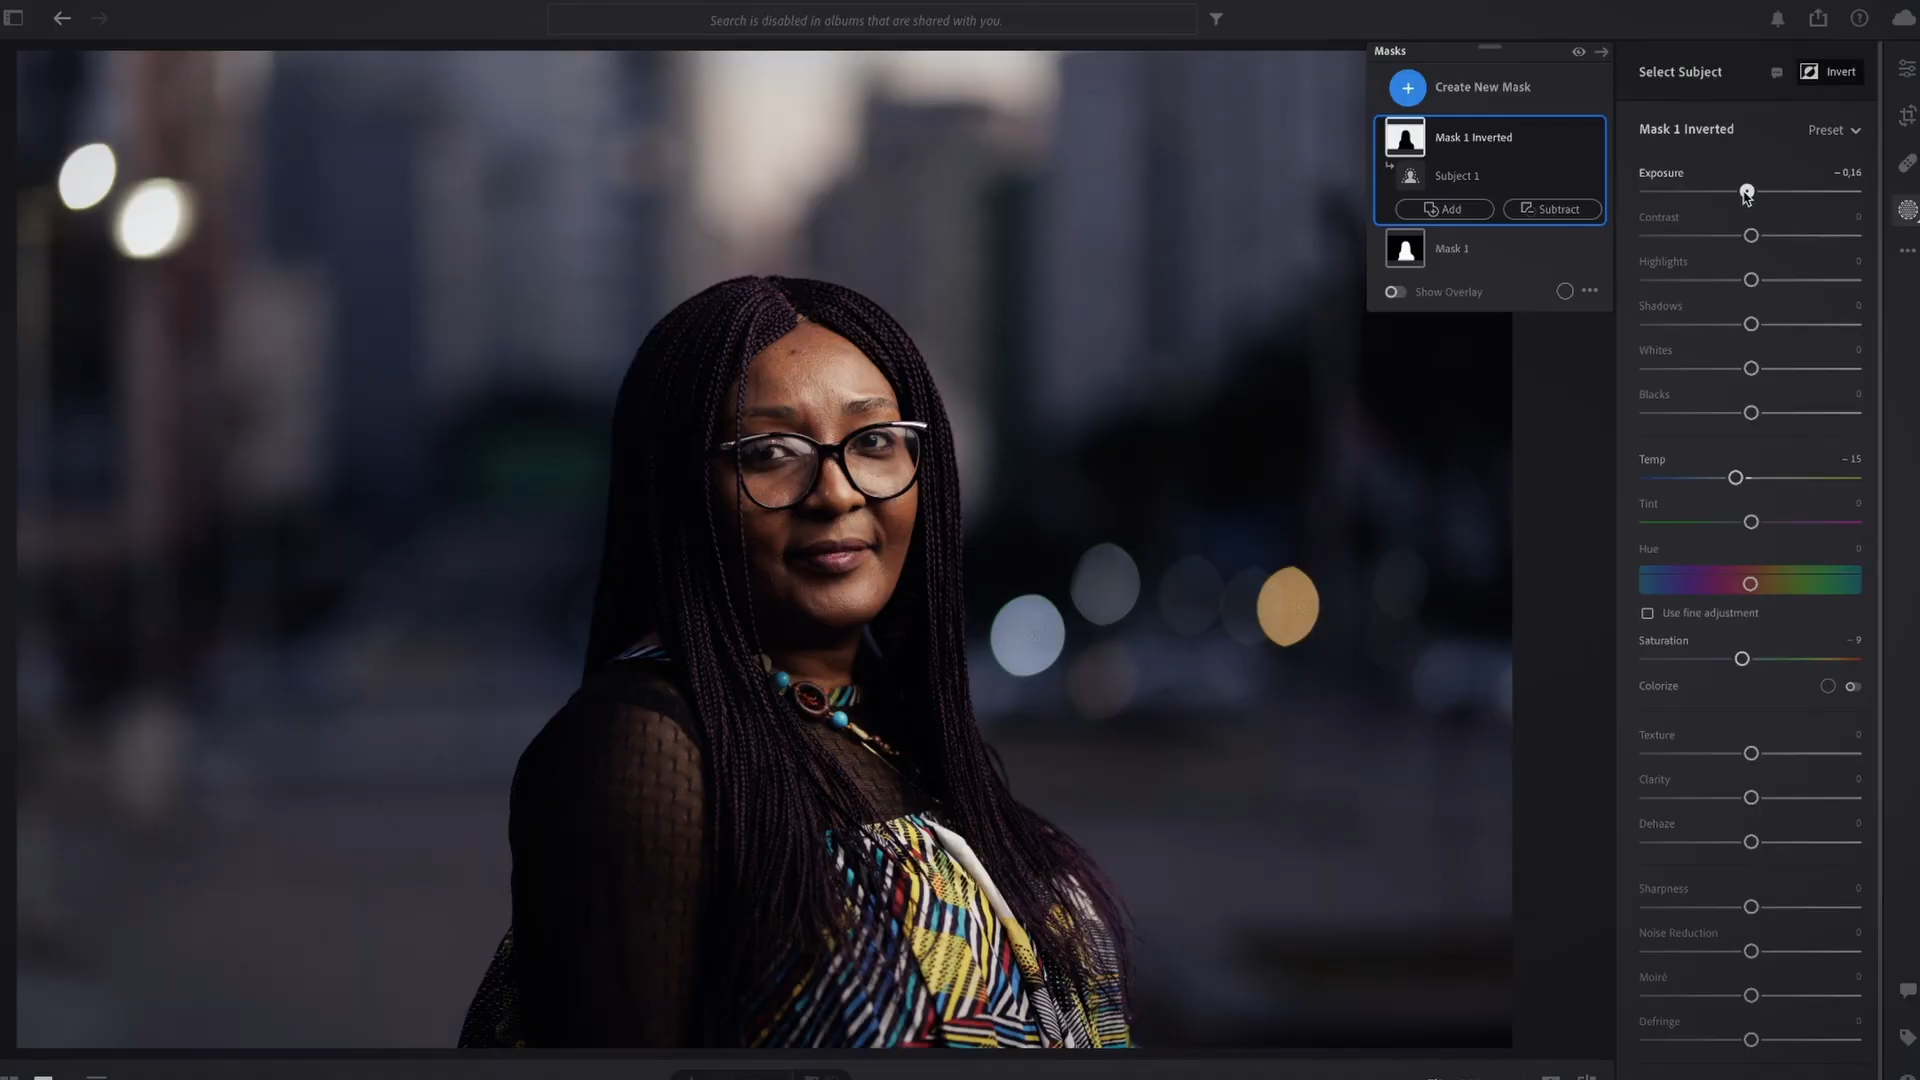 Search is disabled in albums that are shared with you.
Masks
Create New Mask
Mask 1 Inverted
Subject 1
Add
Subtract
Mask 1
Show Overlay
Select Subject
Invert
Mask 1 Inverted
Preset
Exposure
– 0,16
Contrast
0
Highlights
0
Shadows
0
Whites
0
Blacks
0
Temp
– 15
Tint
0
Hue
0
Use fine adjustment
Saturation
– 9
Colorize
Texture
0
Clarity
0
Dehaze
0
Sharpness
0
Noise Reduction
0
Moiré
0
Defringe
0